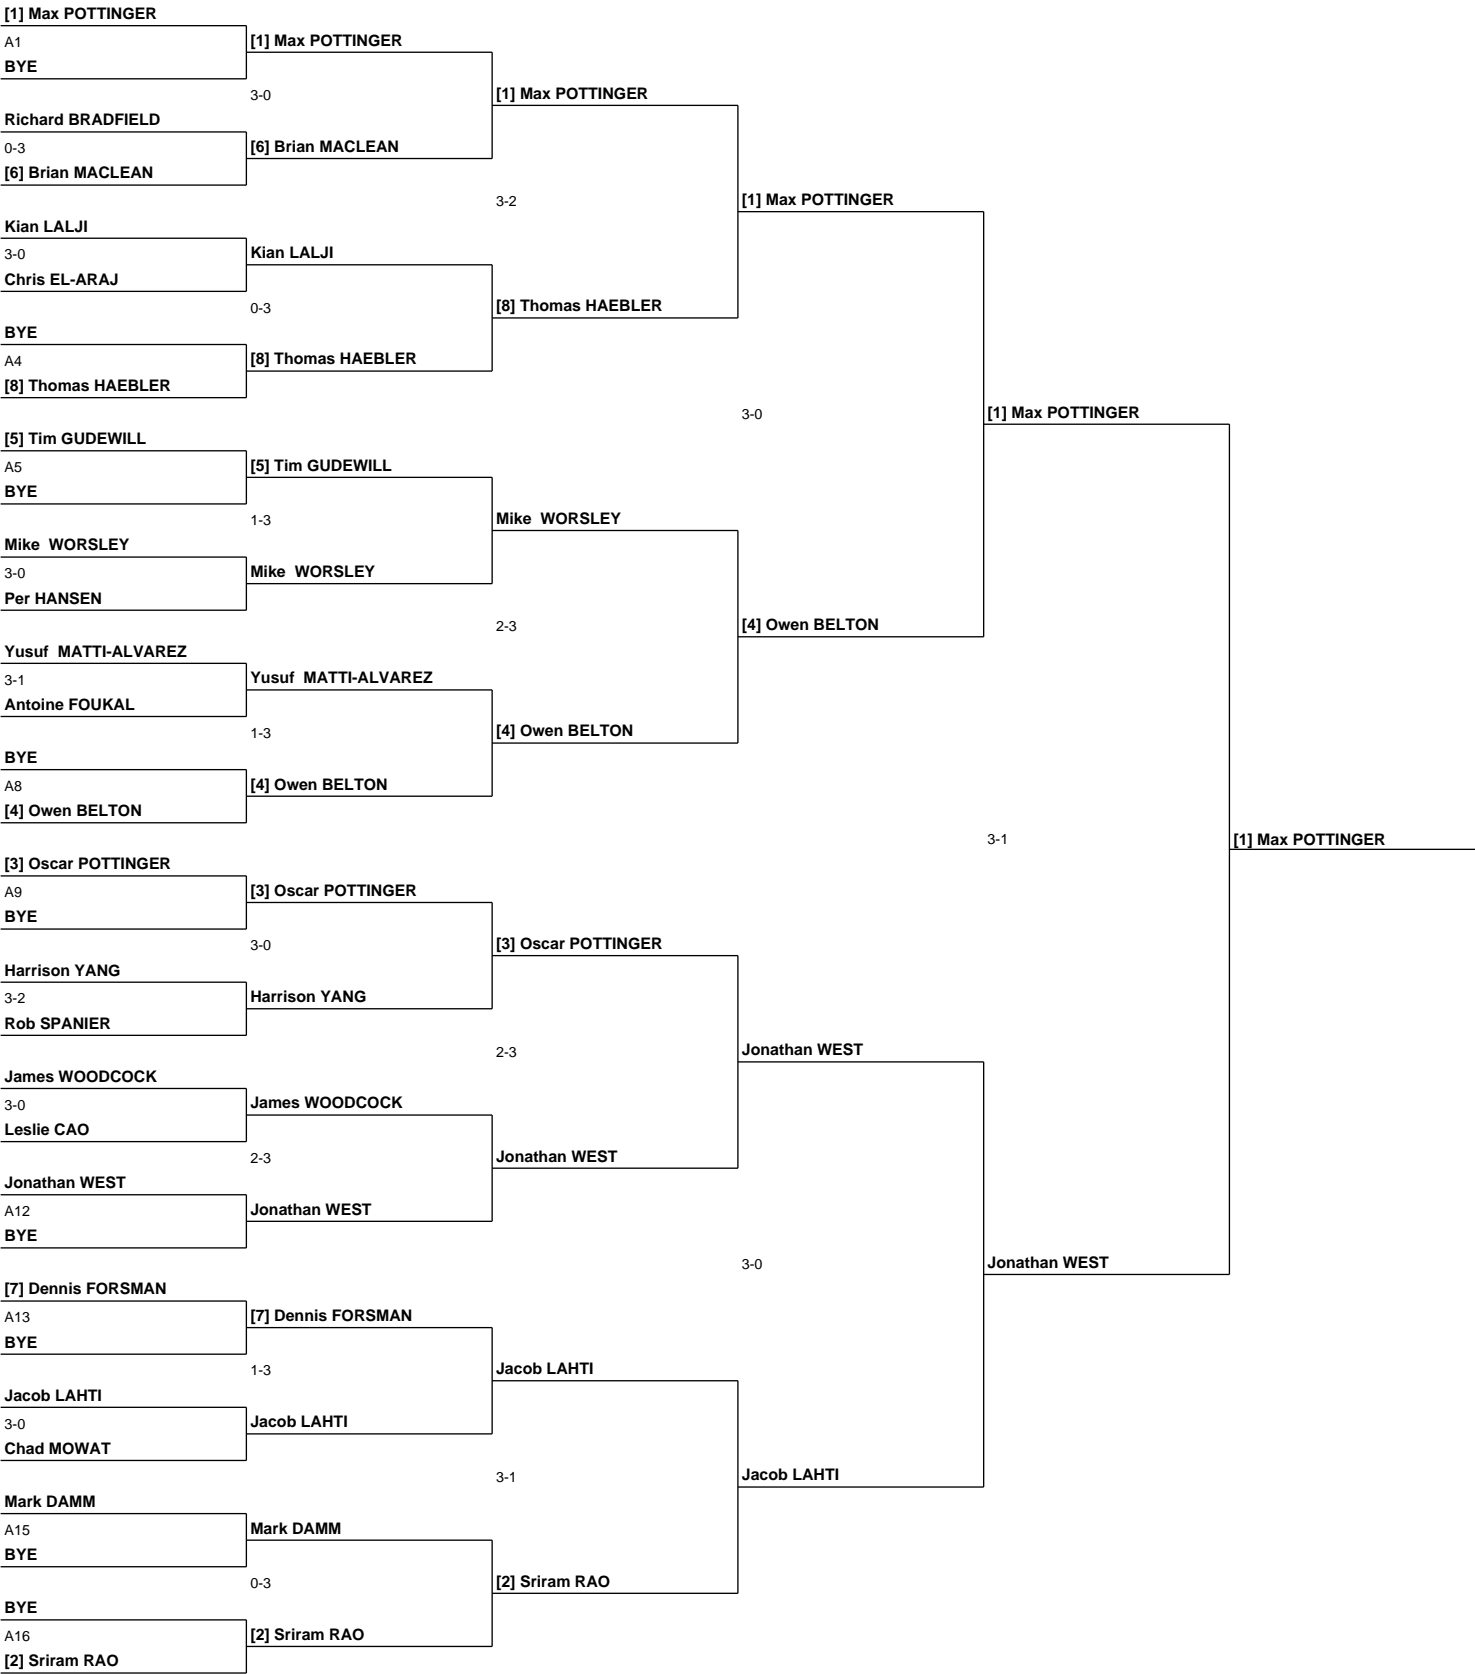 [1] Max POTTINGER
A1
[1] Max POTTINGER
BYE
3-0
[1] Max POTTINGER
Richard BRADFIELD
0-3
[6] Brian MACLEAN
[6] Brian MACLEAN
3-2
[1] Max POTTINGER
Kian LALJI
3-0
Kian LALJI
Chris EL-ARAJ
0-3
[8] Thomas HAEBLER
BYE
A4
[8] Thomas HAEBLER
[8] Thomas HAEBLER
3-0
[1] Max POTTINGER
[5] Tim GUDEWILL
A5
[5] Tim GUDEWILL
BYE
1-3
Mike  WORSLEY
Mike  WORSLEY
3-0
Mike  WORSLEY
Per HANSEN
2-3
[4] Owen BELTON
Yusuf  MATTI-ALVAREZ
3-1
Yusuf  MATTI-ALVAREZ
Antoine FOUKAL
1-3
[4] Owen BELTON
BYE
A8
[4] Owen BELTON
[4] Owen BELTON
3-1
[1] Max POTTINGER
[3] Oscar POTTINGER
A9
[3] Oscar POTTINGER
BYE
3-0
[3] Oscar POTTINGER
Harrison YANG
3-2
Harrison YANG
Rob SPANIER
2-3
Jonathan WEST
James WOODCOCK
3-0
James WOODCOCK
Leslie CAO
2-3
Jonathan WEST
Jonathan WEST
A12
Jonathan WEST
BYE
3-0
Jonathan WEST
[7] Dennis FORSMAN
A13
[7] Dennis FORSMAN
BYE
1-3
Jacob LAHTI
Jacob LAHTI
3-0
Jacob LAHTI
Chad MOWAT
3-1
Jacob LAHTI
Mark DAMM
A15
Mark DAMM
BYE
0-3
[2] Sriram RAO
BYE
A16
[2] Sriram RAO
[2] Sriram RAO